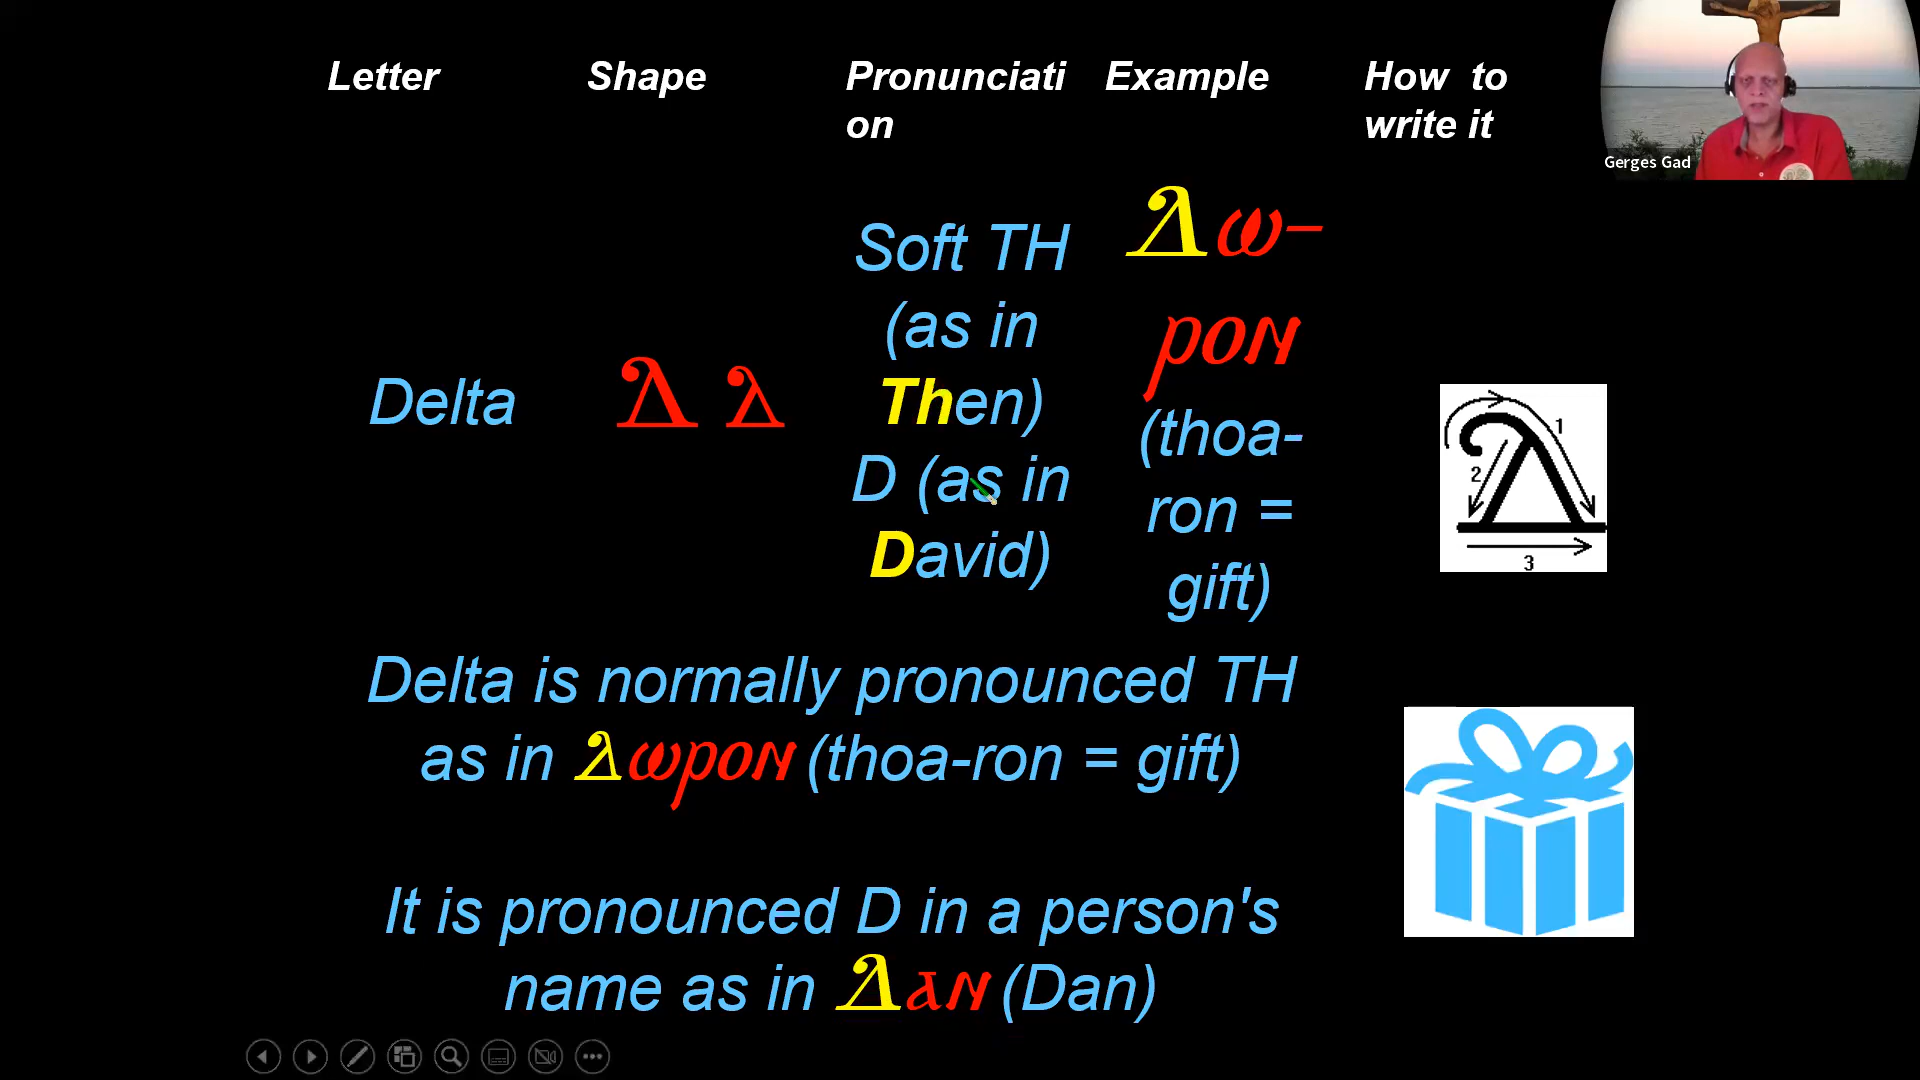 Letter
Shape
Pronunciati
on
Example
How to
write it
Gerges Gad
Delta
Ⲇ ⲇ
Soft TH
(as in
Then)
D (as in
David)
Ⲇⲱ-
ⲣⲟⲛ
(thoa-
ron =
gift)
1
2
3
Delta is normally pronounced TH
as in Ⲇⲱⲣⲟⲛ (thoa-ron = gift)
It is pronounced D in a person's
name as in Ⲇⲁⲛ (Dan)